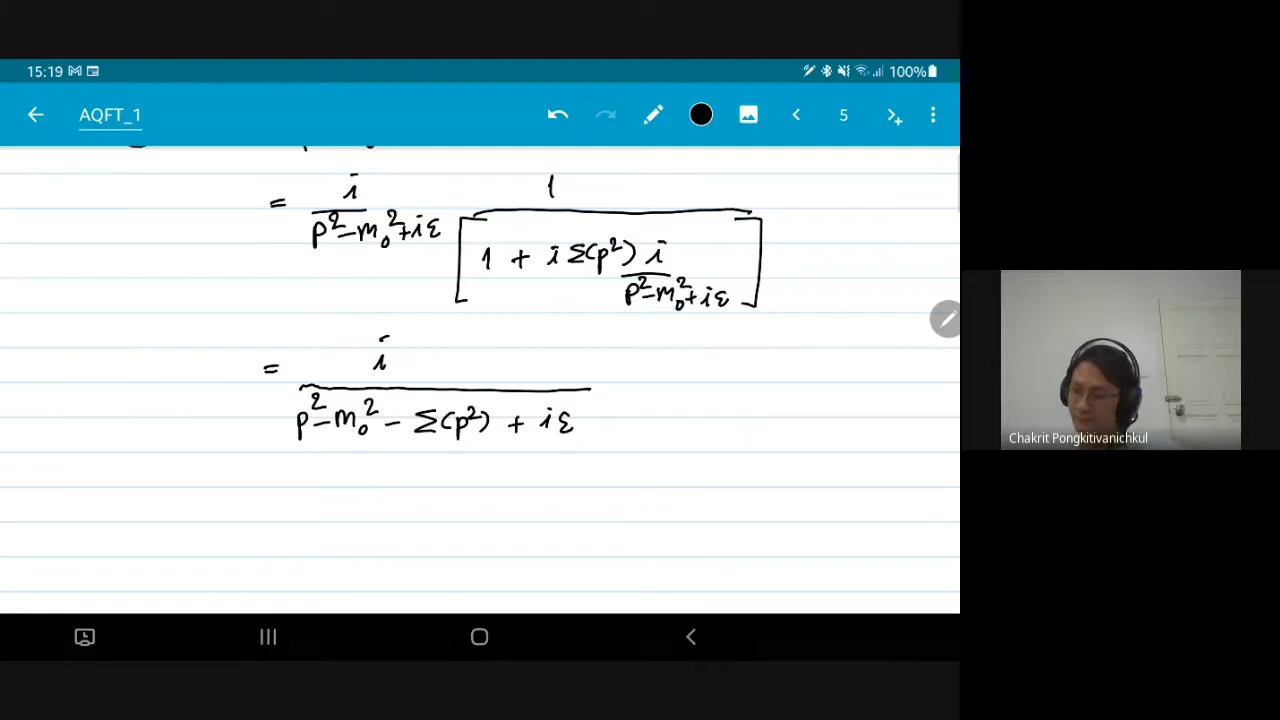 15:19 100%
AQFT_1 5
= i / (p² − m₀² + iε) 1 / [1 + i Σ(p²) i / (p² − m₀² + iε)]
= i / (p² − m₀² − Σ(p²) + iε)
Chakrit Pongkitivanichkul